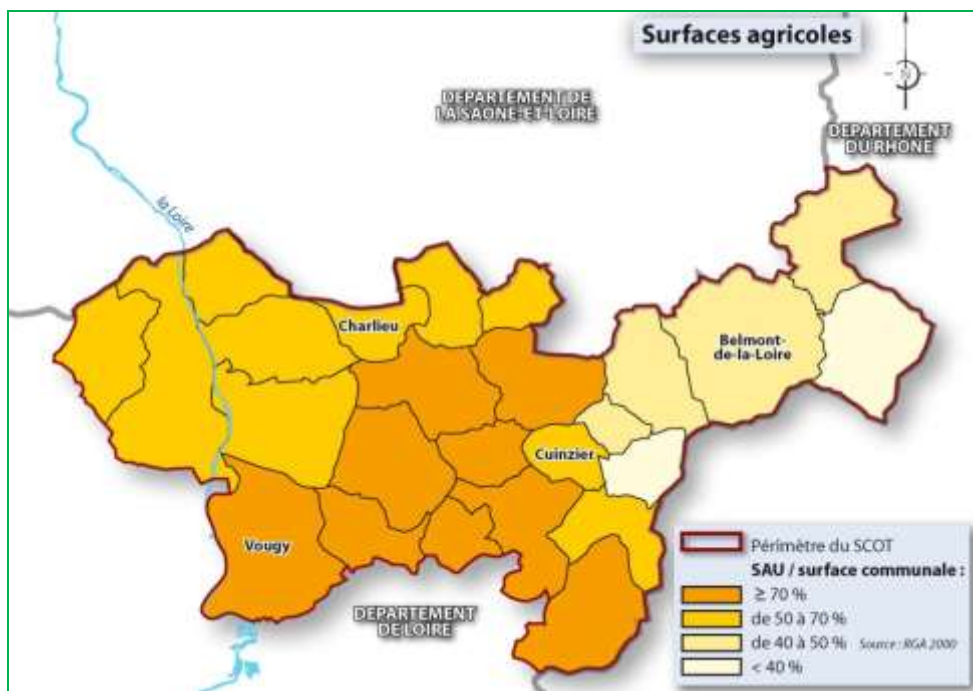 Surfaces agricoles
N
DEPARTEMENT DE
LA SAONE-ET-LOIRE
DEPARTEMENT
DU RHONE
la Loire
Charlieu
Belmont-
de-la-Loire
Cuinzier
Vougy
DEPARTEMENT
DE LOIRE
Périmètre du SCOT
SAU / surface communale :
≥ 70 %
de 50 à 70 %
de 40 à 50 % Source : RGA 2000
< 40 %